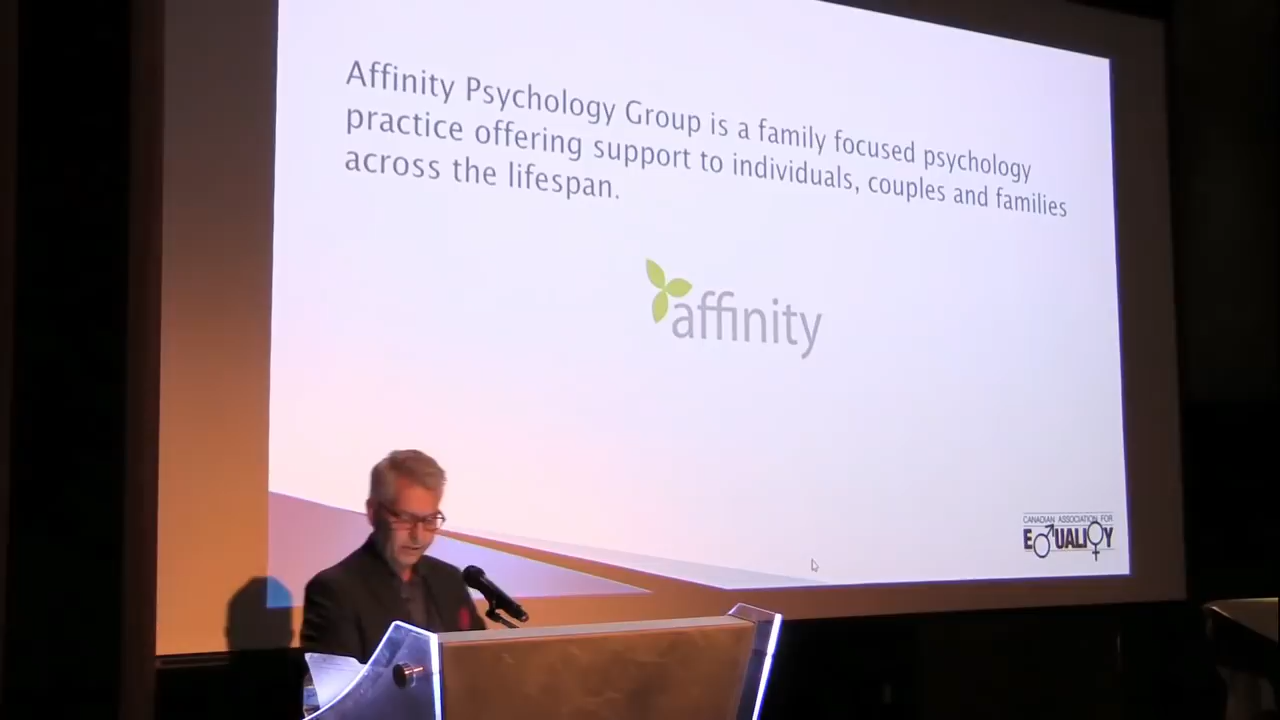 Affinity Psychology Group is a family focused psychology
practice offering support to individuals, couples and families
across the lifespan.
affinity
CANADIAN ASSOCIATION FOR
EQUALITY